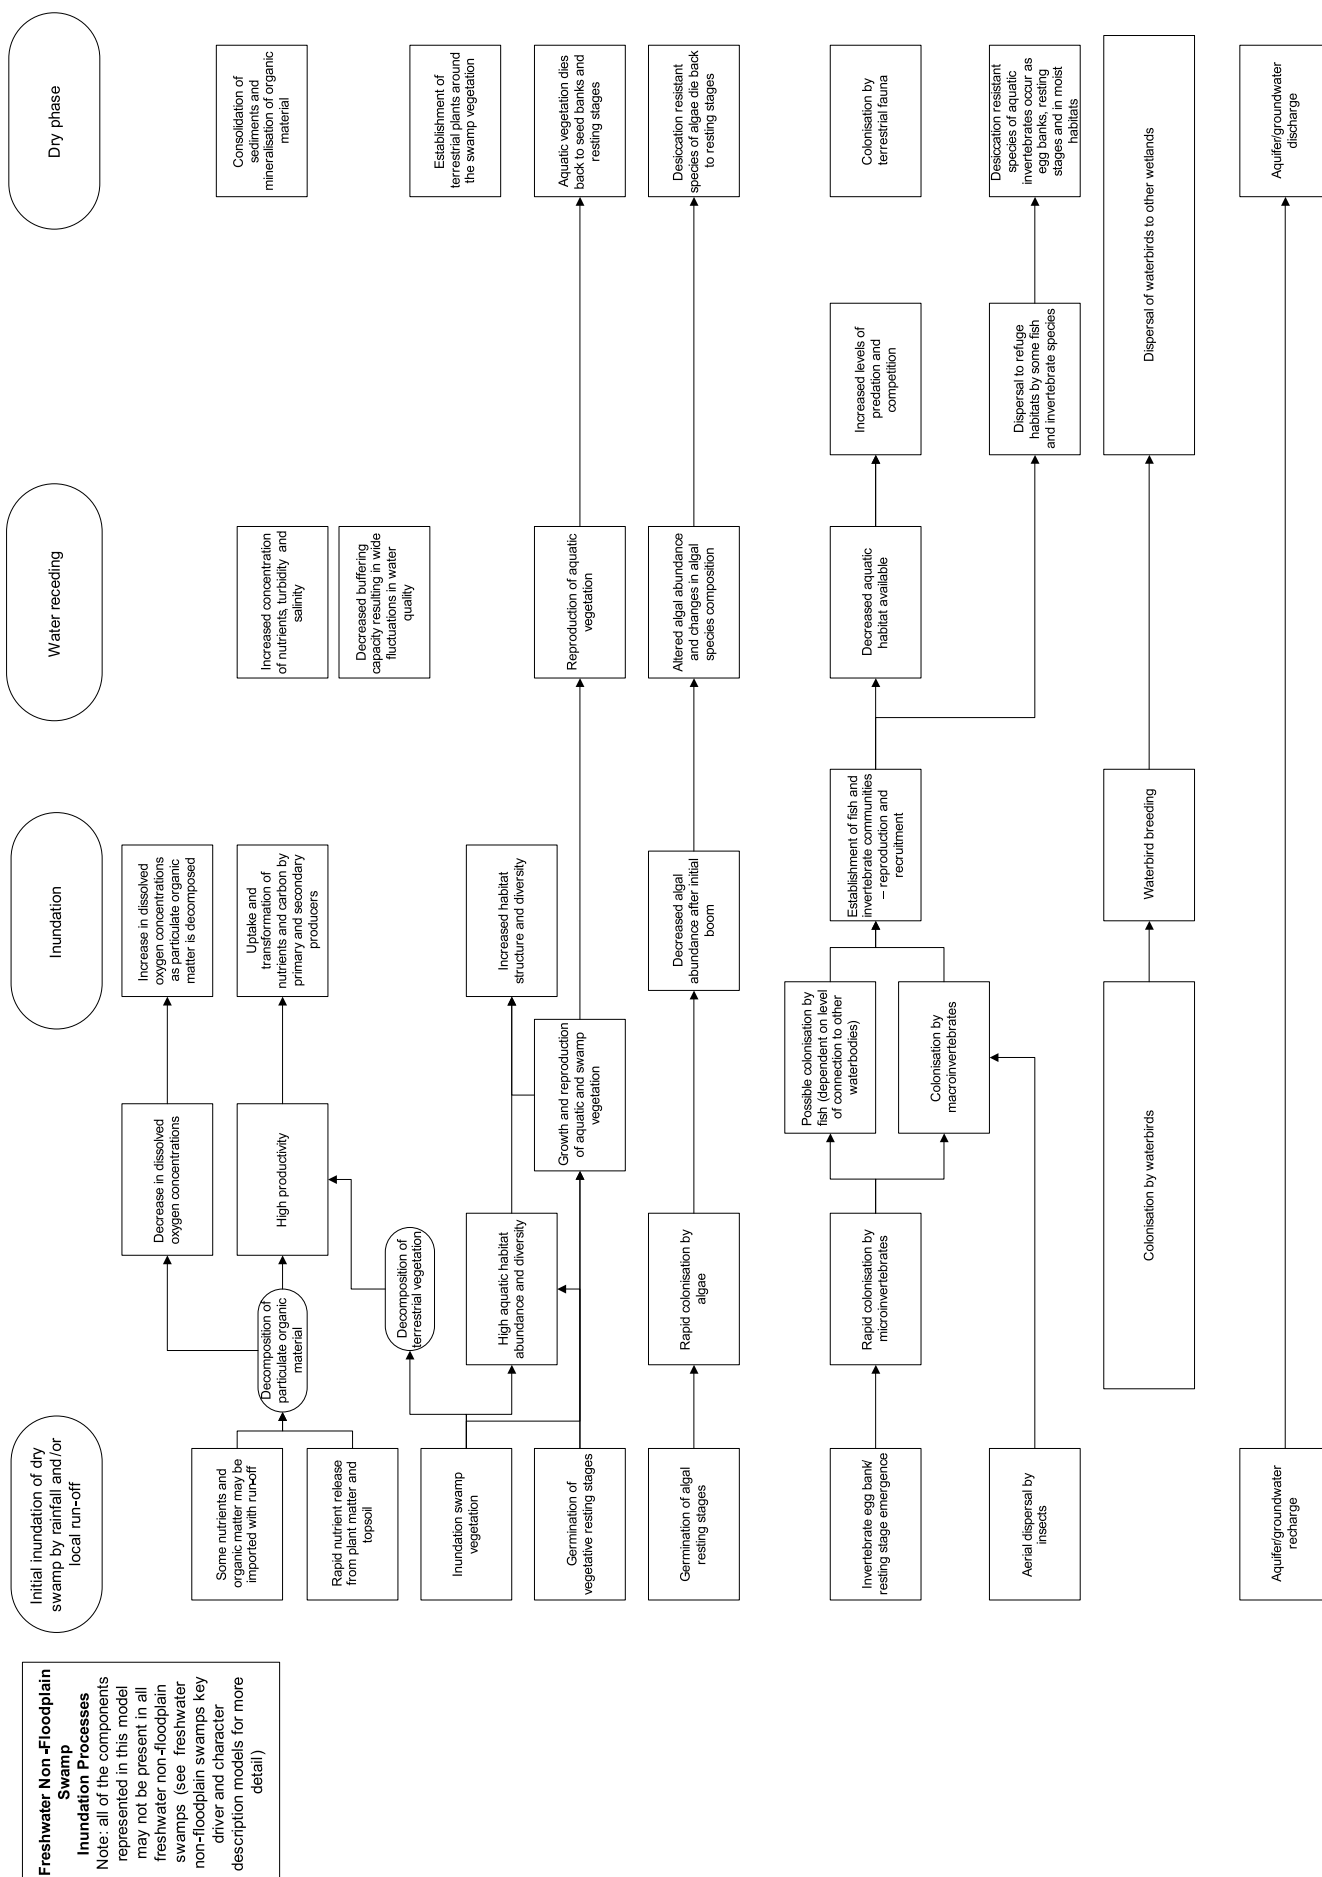 Freshwater Non-Floodplain
Swamp
Inundation Processes
Note: all of the components
represented in this model
may not be present in all
freshwater non-floodplain
swamps (see freshwater
non-floodplain swamps key
driver and character
description models for more
detail)
Initial inundation of dry
swamp by rainfall and/or
local run-off
Inundation
Water receding
Dry phase
Decrease in dissolved
oxygen concentrations
Increase in dissolved
oxygen concentrations
as particulate organic
matter is decomposed
Some nutrients and
organic matter may be
imported with run-off
Rapid nutrient release
from plant matter and
topsoil
Decomposition of
particulate organic
material
High productivity
Uptake and
transformation of
nutrients and carbon by
primary and secondary
producers
Increased concentration
of nutrients, turbidity and
salinity
Decreased buffering
capacity resulting in wide
fluctuations in water
quality
Consolidation of
sediments and
mineralisation of organic
material
Inundation swamp
vegetation
Decomposition of
terrestrial vegetation
High aquatic habitat
abundance and diversity
Increased habitat
structure and diversity
Establishment of
terrestrial plants around
the swamp vegetation
Germination of
vegetative resting stages
Growth and reproduction
of aquatic and swamp
vegetation
Reproduction of aquatic
vegetation
Aquatic vegetation dies
back to seed banks and
resting stages
Germination of algal
resting stages
Rapid colonisation by
algae
Decreased algal
abundance after initial
boom
Altered algal abundance
and changes in algal
species composition
Desiccation resistant
species of algae die back
to resting stages
Invertebrate egg bank/
resting stage emergence
Rapid colonisation by
microinvertebrates
Possible colonisation by
fish (dependent on level
of connection to other
waterbodies)
Colonisation by
macroinvertebrates
Establishment of fish and
invertebrate communities
– reproduction and
recruitment
Decreased aquatic
habitat available
Increased levels of
predation and
competition
Colonisation by
terrestrial fauna
Aerial dispersal by
insects
Dispersal to refuge
habitats by some fish
and invertebrate species
Desiccation resistant
species of aquatic
invertebrates occur as
egg banks, resting
stages and in moist
habitats
Colonisation by waterbirds
Waterbird breeding
Dispersal of waterbirds to other wetlands
Aquifer/groundwater
recharge
Aquifer/groundwater
discharge